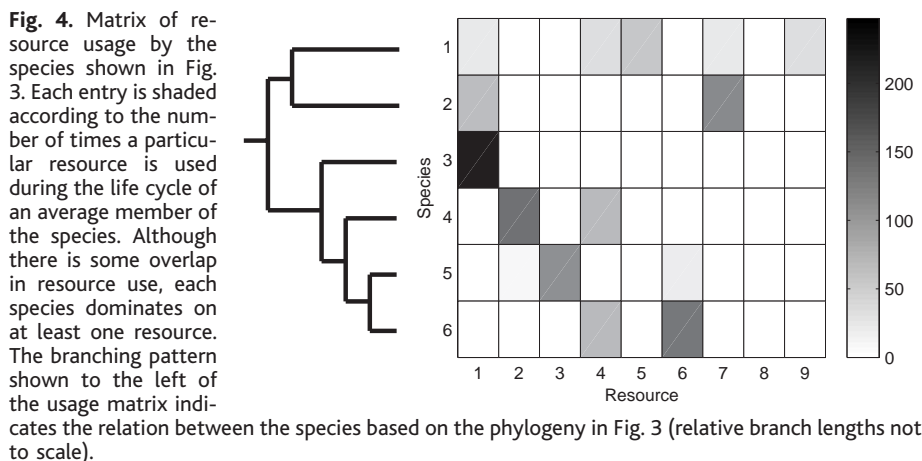 Fig. 4. Matrix of re-
source usage by the
species shown in Fig.
3. Each entry is shaded
according to the num-
ber of times a particu-
lar resource is used
during the life cycle of
an average member of
the species. Although
there is some overlap
in resource use, each
species dominates on
at least one resource.
The branching pattern
shown to the left of
the usage matrix indi-
cates the relation between the species based on the phylogeny in Fig. 3 (relative branch lengths not
to scale).
Species
1
2
3
4
5
6
1 2 3 4 5 6 7 8 9
Resource
200
150
100
50
0